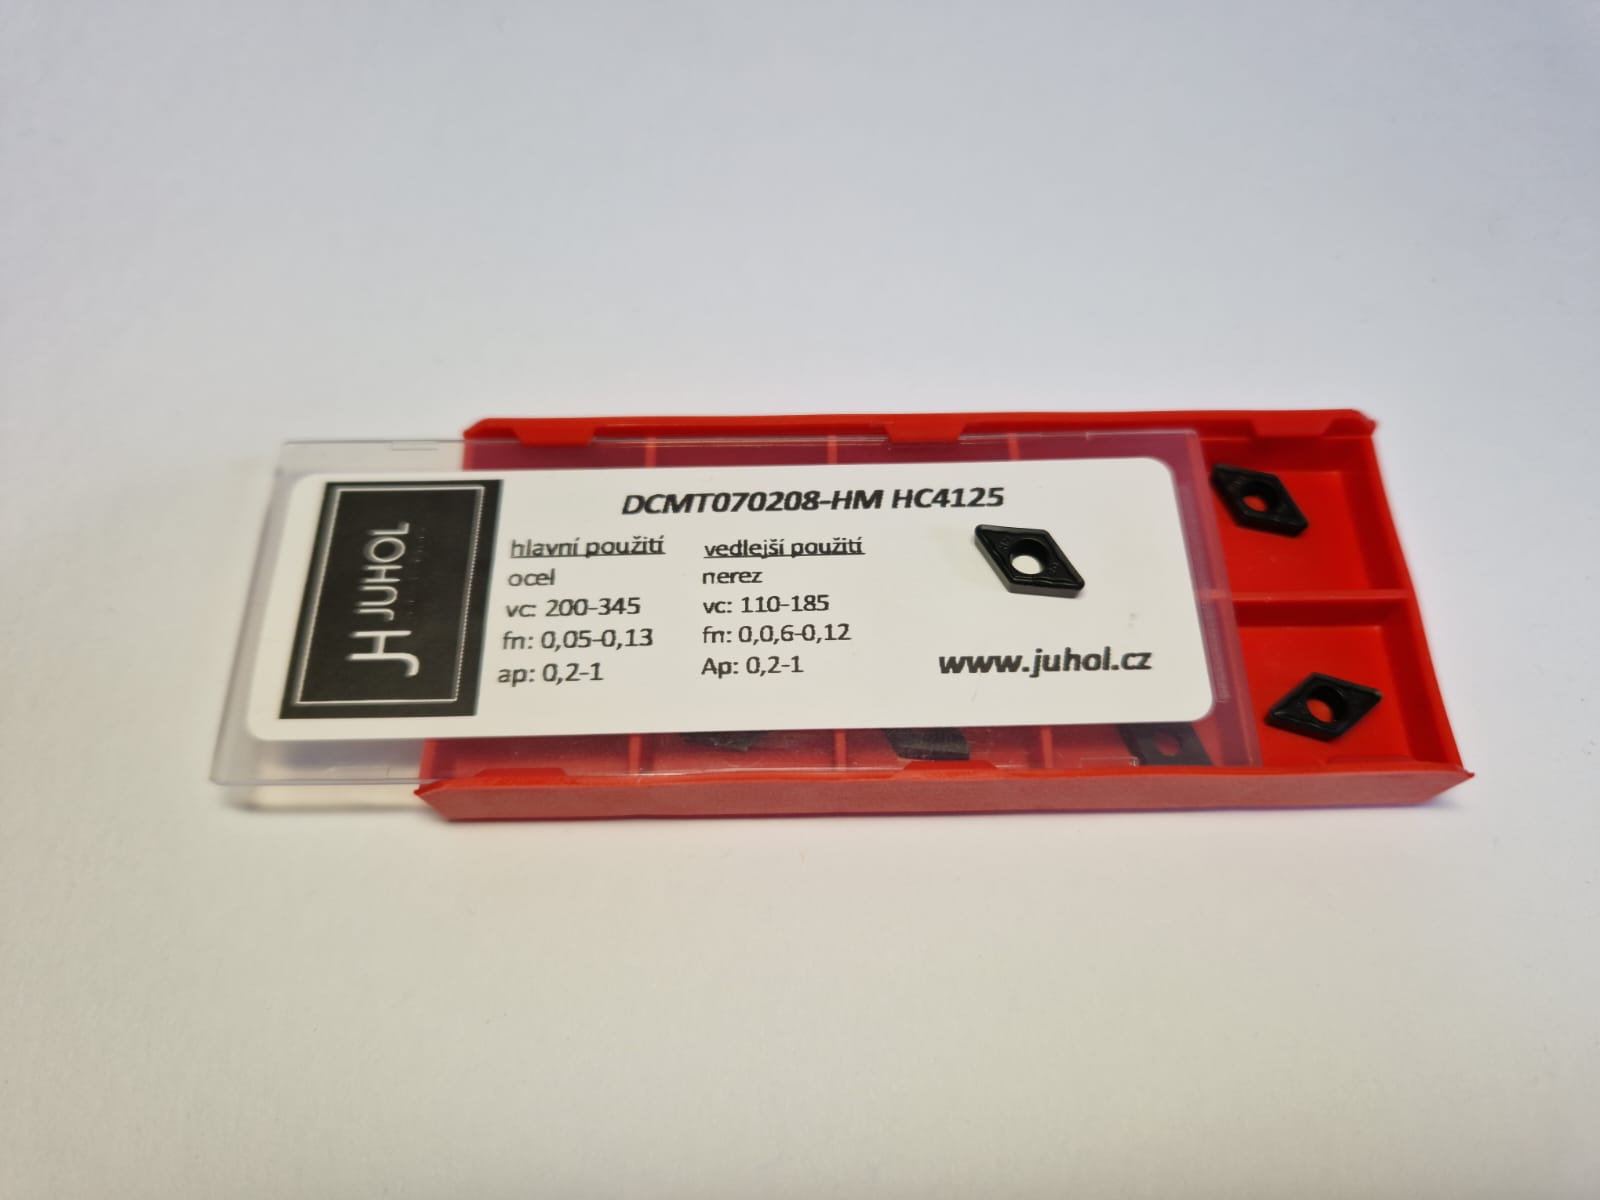 JUHOL
DCMT070208-HM HC4125
hlavní použití
ocel
vc: 200-345
fn: 0,05-0,13
ap: 0,2-1
vedlejší použití
nerez
vc: 110-185
fn: 0,0,6-0,12
Ap: 0,2-1
www.juhol.cz